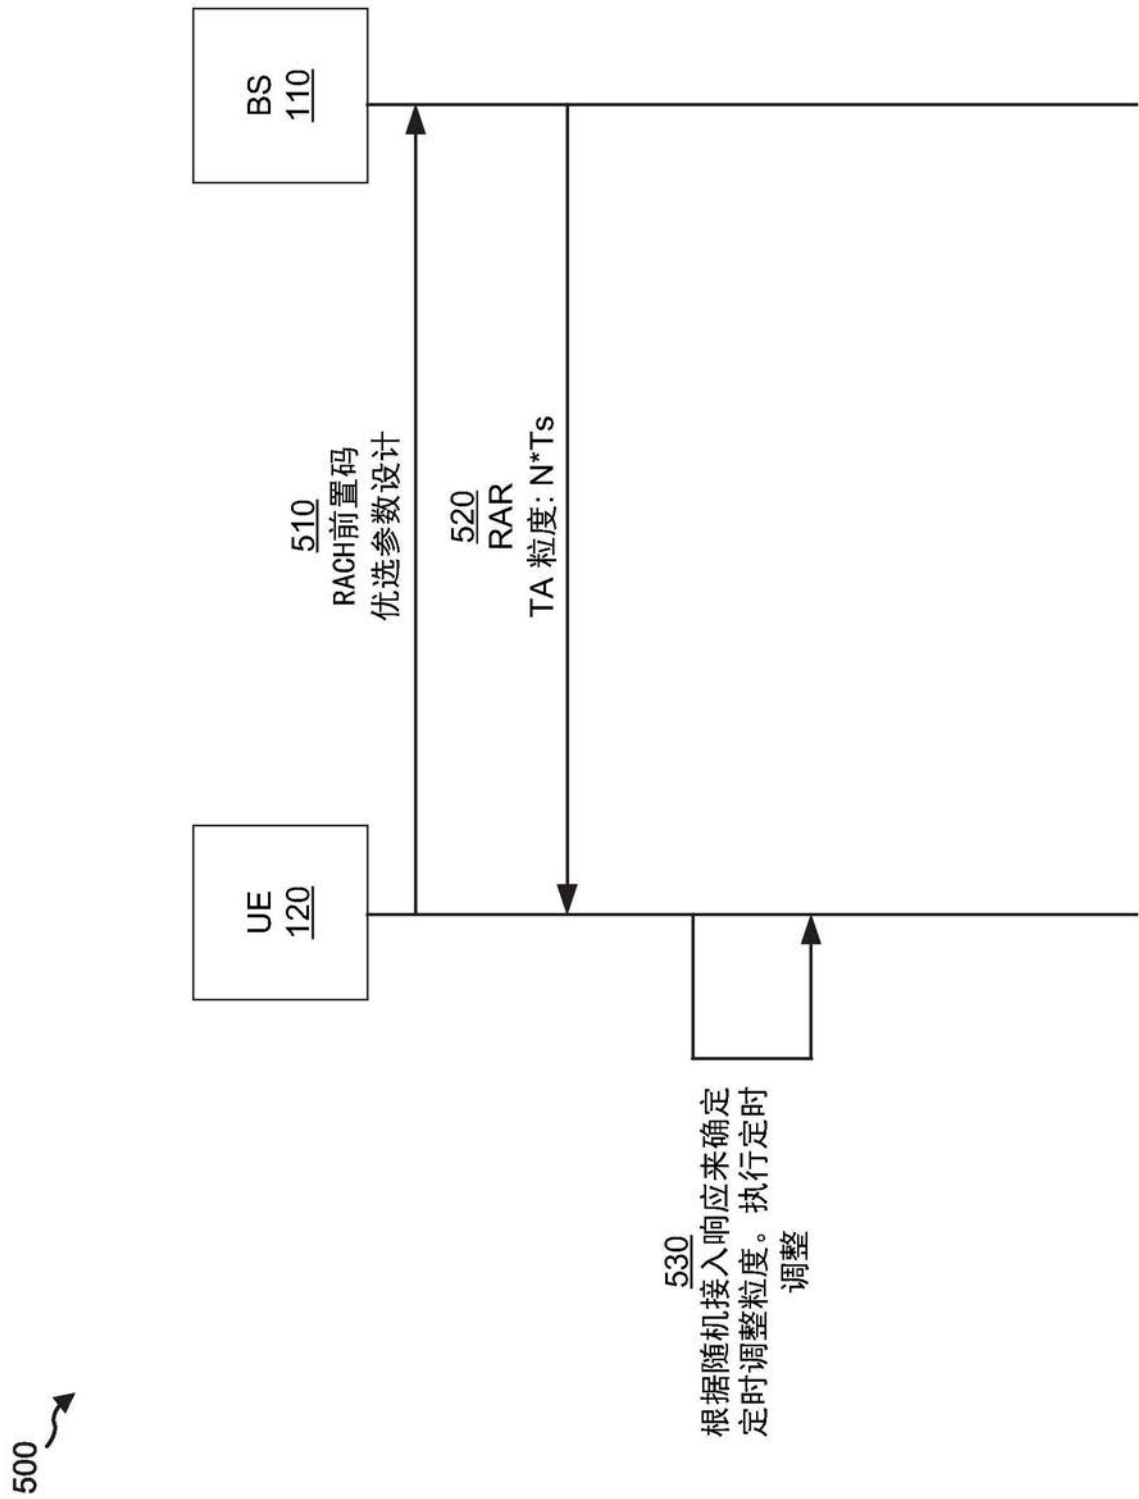 500
UE
120
BS
110
510
RACH前置码
优选参数设计
520
RAR
TA 粒度: N*Ts
530
根据随机接入响应来确定
定时调整粒度。执行定时
调整